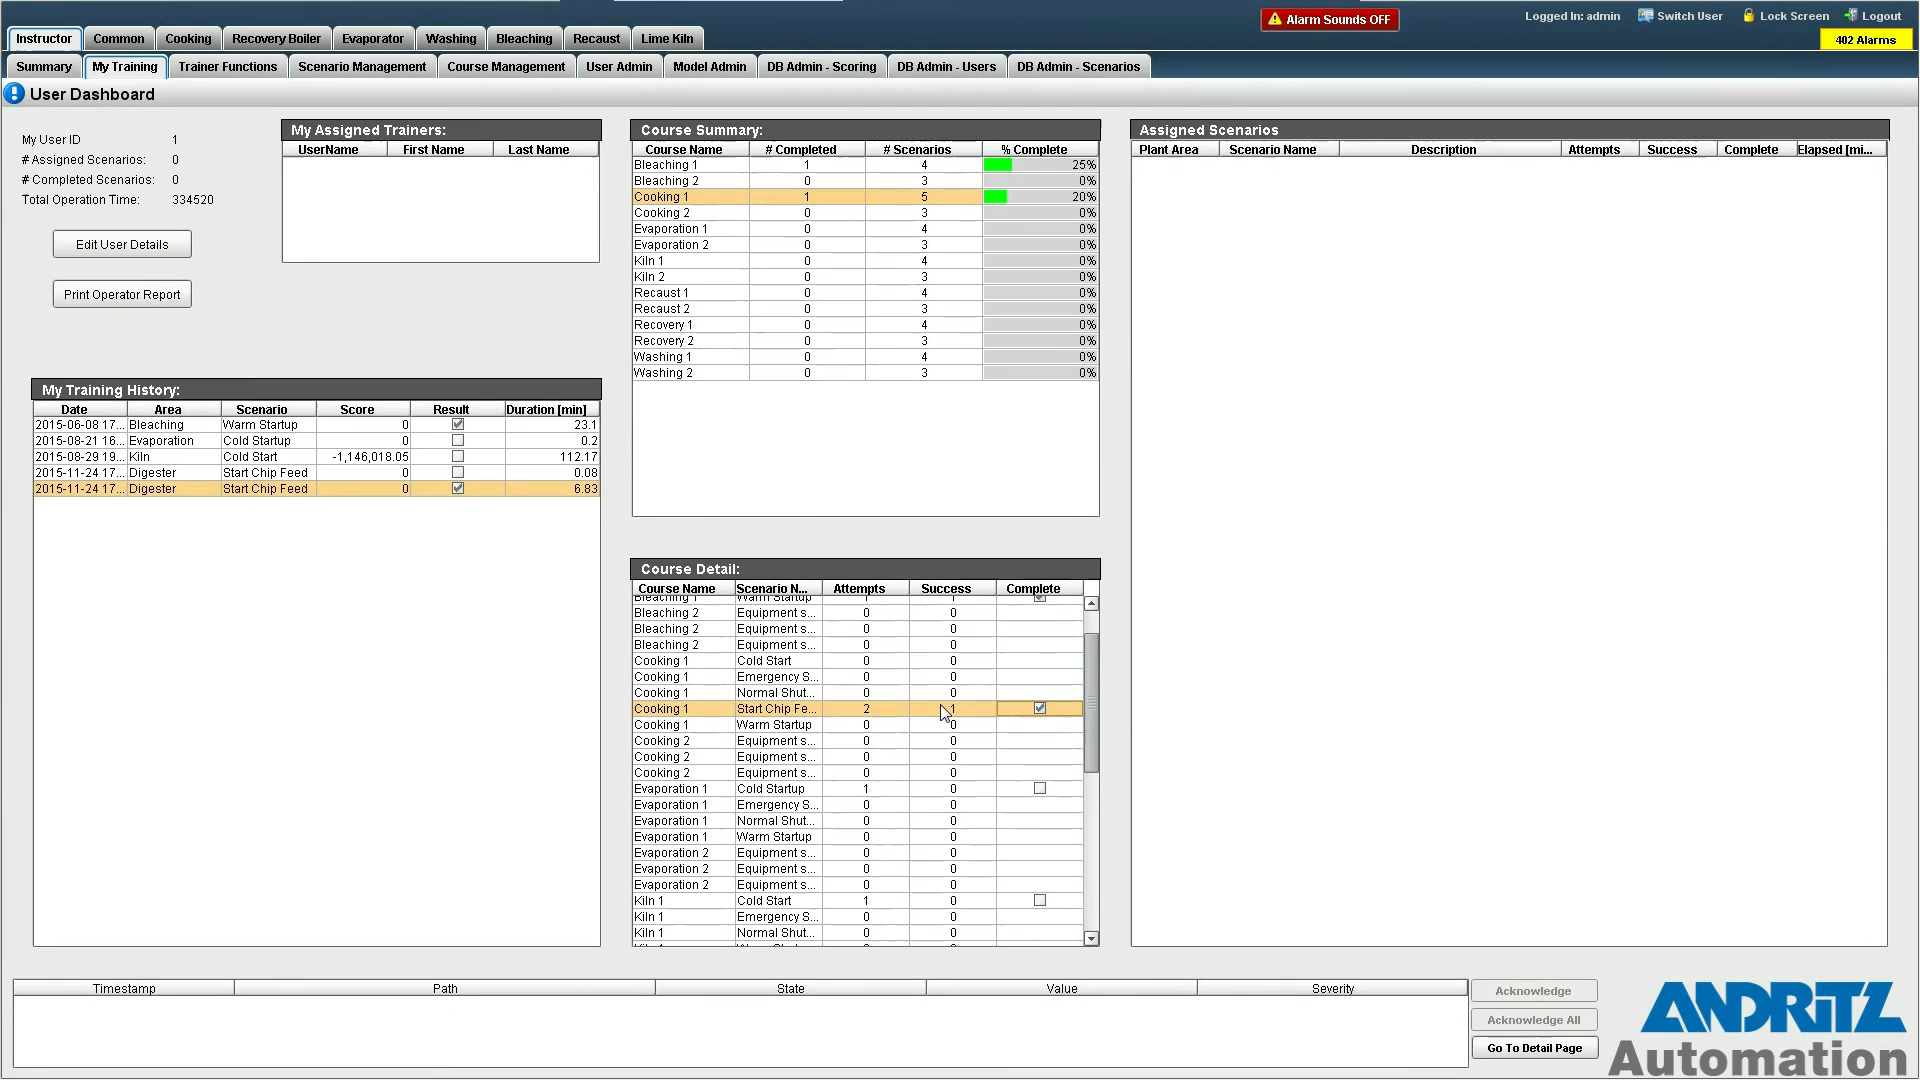 Alarm Sounds OFF
Logged In: admin Switch User Lock Screen Logout
402 Alarms
Instructor Common Cooking Recovery Boiler Evaporator Washing Bleaching Recaust Lime Kiln
Summary My Training Trainer Functions Scenario Management Course Management User Admin Model Admin DB Admin - Scoring DB Admin - Users DB Admin - Scenarios
User Dashboard
My User ID 1
# Assigned Scenarios: 0
# Completed Scenarios: 0
Total Operation Time: 334520
Edit User Details
Print Operator Report
My Assigned Trainers:
UserName First Name Last Name
My Training History:
Date Area Scenario Score Result Duration [min]
2015-06-08 17... Bleaching Warm Startup 0 23.1
2015-08-21 16... Evaporation Cold Startup 0 0.2
2015-08-29 19... Kiln Cold Start -1,146,018.05 112.17
2015-11-24 17... Digester Start Chip Feed 0 0.08
2015-11-24 17... Digester Start Chip Feed 0 6.83
Course Summary:
Course Name # Completed # Scenarios % Complete
Bleaching 1 1 4 25%
Bleaching 2 0 3 0%
Cooking 1 1 5 20%
Cooking 2 0 3 0%
Evaporation 1 0 4 0%
Evaporation 2 0 3 0%
Kiln 1 0 4 0%
Kiln 2 0 3 0%
Recaust 1 0 4 0%
Recaust 2 0 3 0%
Recovery 1 0 4 0%
Recovery 2 0 3 0%
Washing 1 0 4 0%
Washing 2 0 3 0%
Course Detail:
Course Name Scenario N... Attempts Success Complete
Bleaching 1 Warm Startup 1 1
Bleaching 2 Equipment s... 0 0
Bleaching 2 Equipment s... 0 0
Bleaching 2 Equipment s... 0 0
Cooking 1 Cold Start 0 0
Cooking 1 Emergency S... 0 0
Cooking 1 Normal Shut... 0 0
Cooking 1 Start Chip Fe... 2 1
Cooking 1 Warm Startup 0 0
Cooking 2 Equipment s... 0 0
Cooking 2 Equipment s... 0 0
Cooking 2 Equipment s... 0 0
Evaporation 1 Cold Startup 1 0
Evaporation 1 Emergency S... 0 0
Evaporation 1 Normal Shut... 0 0
Evaporation 1 Warm Startup 0 0
Evaporation 2 Equipment s... 0 0
Evaporation 2 Equipment s... 0 0
Evaporation 2 Equipment s... 0 0
Kiln 1 Cold Start 1 0
Kiln 1 Emergency S... 0 0
Kiln 1 Normal Shut... 0 0
Assigned Scenarios
Plant Area Scenario Name Description Attempts Success Complete Elapsed [mi...
Timestamp Path State Value Severity
Acknowledge
Acknowledge All
Go To Detail Page
ANDRITZ
Automation